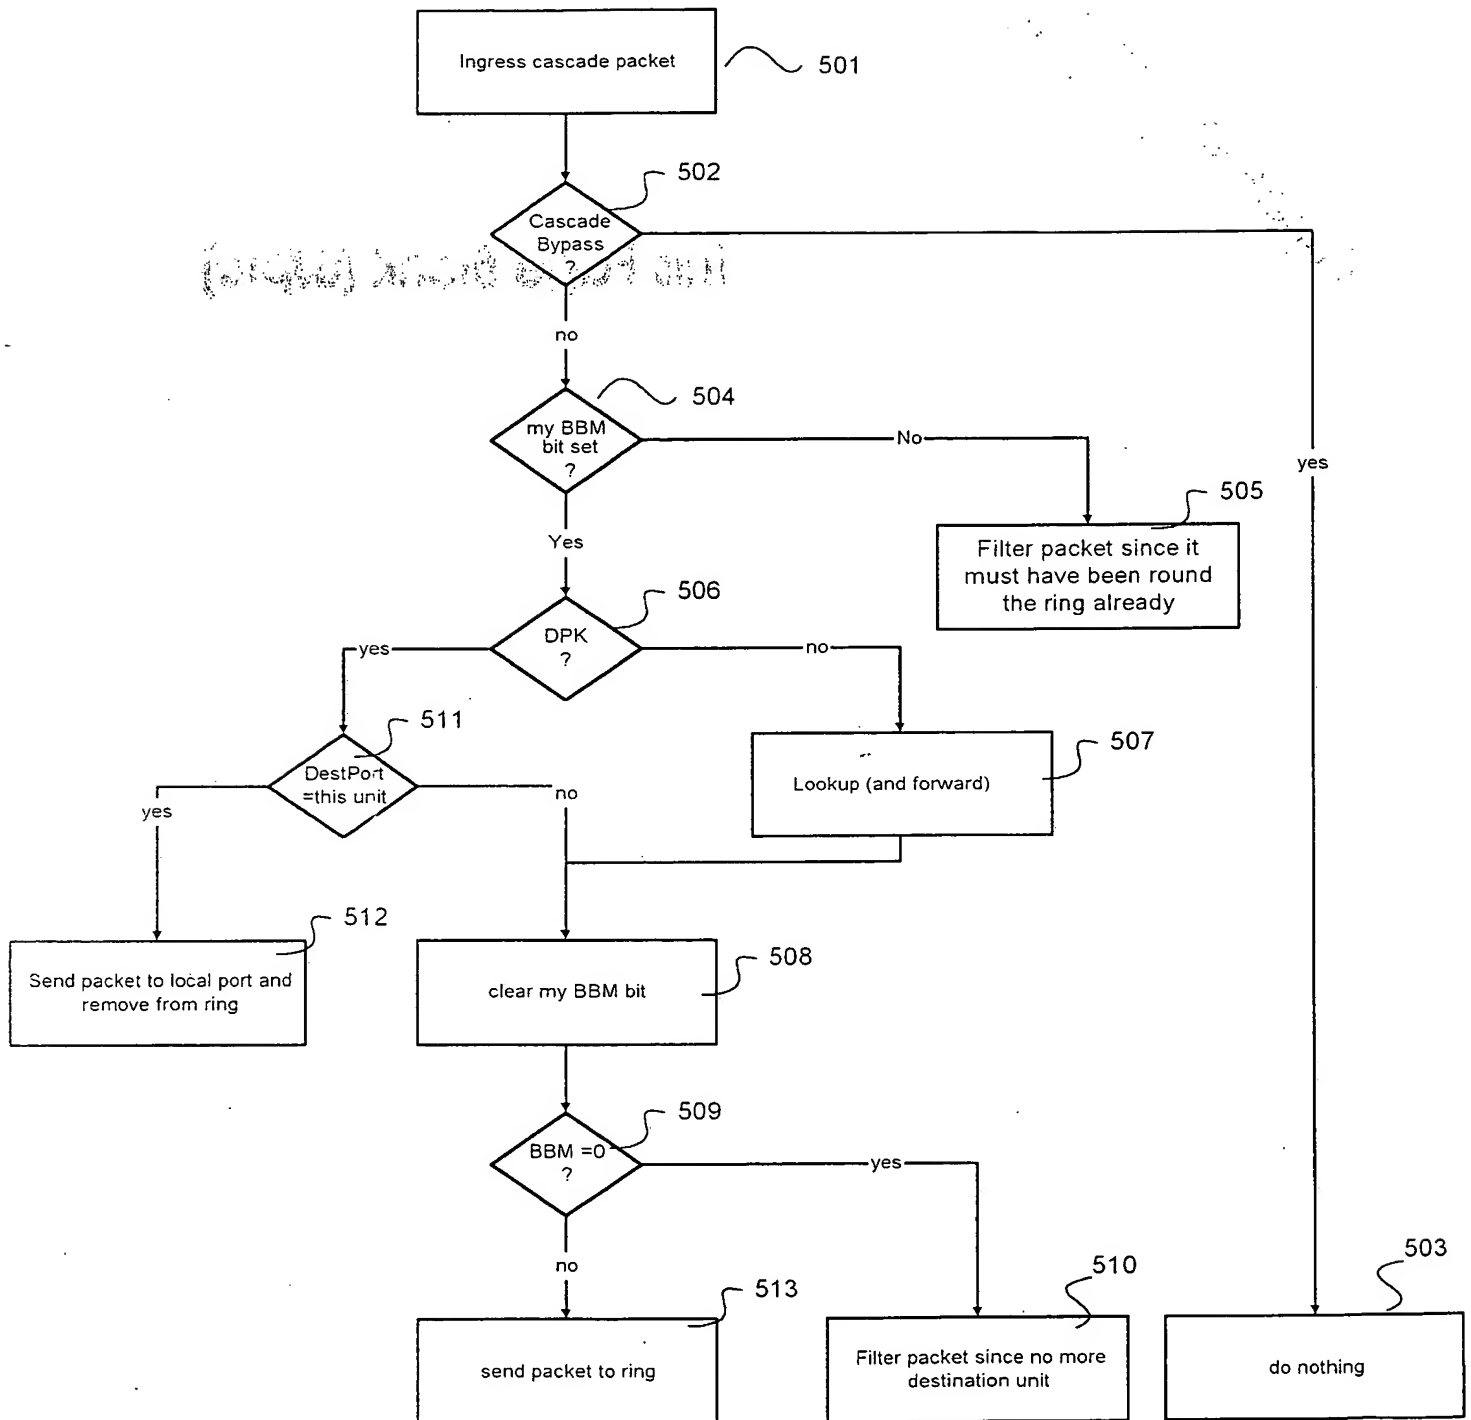 Ingress cascade packet
501
502
Cascade
Bypass
?
no
504
my BBM
bit set
?
No
yes
505
Filter packet since it
must have been round
the ring already
Yes
506
DPK
?
yes
no
511
DestPort
=this unit
yes
no
507
Lookup (and forward)
512
Send packet to local port and
remove from ring
508
clear my BBM bit
509
BBM =0
?
yes
no
513
send packet to ring
510
Filter packet since no more
destination unit
503
do nothing